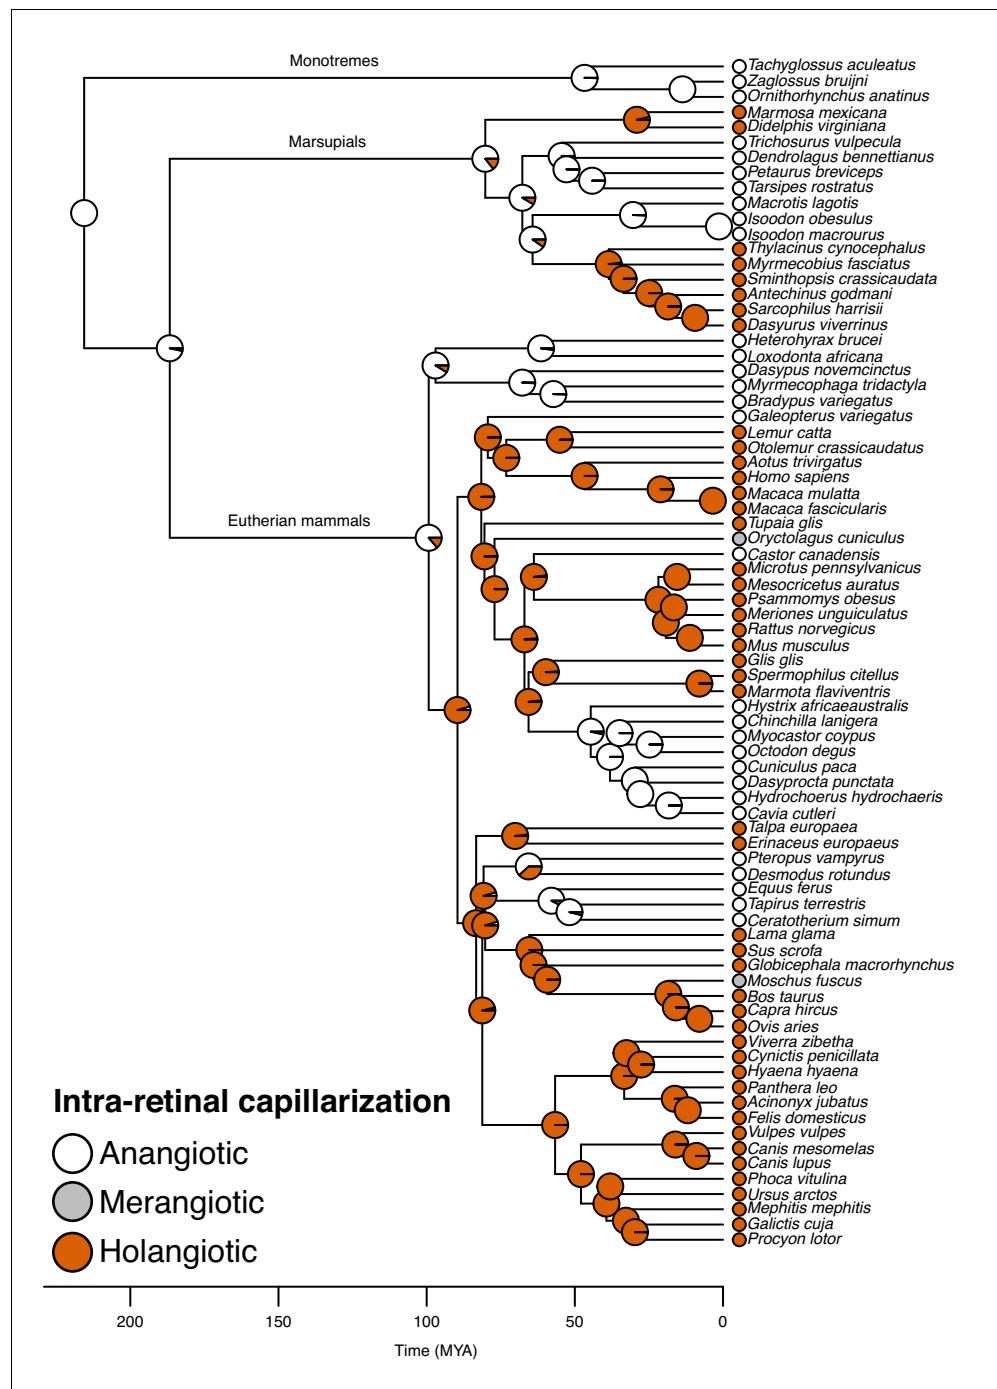 Monotremes
Marsupials
Eutherian mammals
Tachyglossus aculeatus
Zaglossus bruijni
Ornithorhynchus anatinus
Marmosa mexicana
Didelphis virginiana
Trichosurus vulpecula
Dendrolagus bennettianus
Petaurus breviceps
Tarsipes rostratus
Macrotis lagotis
Isoodon obesulus
Isoodon macrourus
Thylacinus cynocephalus
Myrmecobius fasciatus
Sminthopsis crassicaudata
Antechinus godmani
Sarcophilus harrisii
Dasyurus viverrinus
Heterohyrax brucei
Loxodonta africana
Dasypus novemcinctus
Myrmecophaga tridactyla
Bradypus variegatus
Galeopterus variegatus
Lemur catta
Otolemur crassicaudatus
Aotus trivirgatus
Homo sapiens
Macaca mulatta
Macaca fascicularis
Tupaia glis
Oryctolagus cuniculus
Castor canadensis
Microtus pennsylvanicus
Mesocricetus auratus
Psammomys obesus
Meriones unguiculatus
Rattus norvegicus
Mus musculus
Glis glis
Spermophilus citellus
Marmota flaviventris
Hystrix africaeaustralis
Chinchilla lanigera
Myocastor coypus
Octodon degus
Cuniculus paca
Dasyprocta punctata
Hydrochoerus hydrochaeris
Cavia cutleri
Talpa europaea
Erinaceus europaeus
Pteropus vampyrus
Desmodus rotundus
Equus ferus
Tapirus terrestris
Ceratotherium simum
Lama glama
Sus scrofa
Globicephala macrorhynchus
Moschus fuscus
Bos taurus
Capra hircus
Ovis aries
Viverra zibetha
Cynictis penicillata
Hyaena hyaena
Panthera leo
Acinonyx jubatus
Felis domesticus
Vulpes vulpes
Canis mesomelas
Canis lupus
Phoca vitulina
Ursus arctos
Mephitis mephitis
Galictis cuja
Procyon lotor
Intra-retinal capillarization
Anangiotic
Merangiotic
Holangiotic
200 150 100 50 0
Time (MYA)